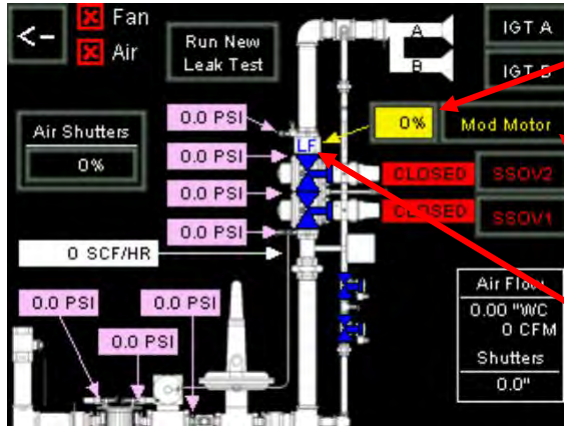 <-
Fan
Air
Run New
Leak Test
A
B
IGT A
IGT B
0.0 PSI
0%
Mod Motor
Air Shutters
0%
LF
0.0 PSI
0.0 PSI
CLOSED
SSOV2
0.0 PSI
CLOSED
SSOV1
0 SCF/HR
0.0 PSI
0.0 PSI
0.0 PSI
Air Flow
0.00 "WC
0 CFM
Shutters
0.0"